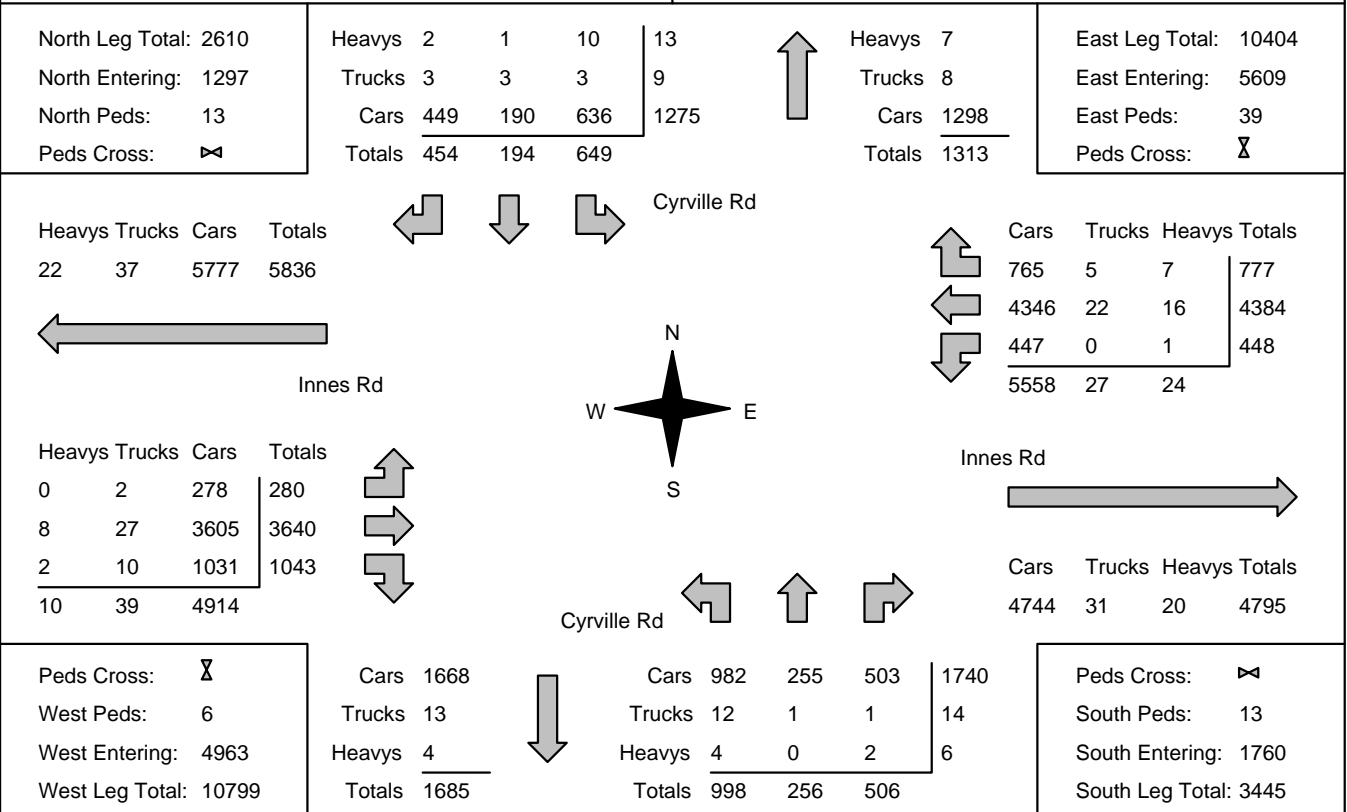 North Leg Total: 2610
North Entering: 1297
North Peds: 13
Peds Cross:
Heavys 2 1 10 13
Trucks 3 3 3 9
Cars 449 190 636 1275
Totals 454 194 649
Heavys 7
Trucks 8
Cars 1298
Totals 1313
East Leg Total: 10404
East Entering: 5609
East Peds: 39
Peds Cross:
Cyrville Rd
Heavys Trucks Cars Totals
22 37 5777 5836
Cars Trucks Heavys Totals
765 5 7 777
4346 22 16 4384
447 0 1 448
5558 27 24
Innes Rd
N
W E
S
Heavys Trucks Cars Totals
0 2 278 280
8 27 3605 3640
2 10 1031 1043
10 39 4914
Innes Rd
Cars Trucks Heavys Totals
4744 31 20 4795
Cyrville Rd
Peds Cross:
West Peds: 6
West Entering: 4963
West Leg Total: 10799
Cars 1668
Trucks 13
Heavys 4
Totals 1685
Cars 982 255 503 1740
Trucks 12 1 1 14
Heavys 4 0 2 6
Totals 998 256 506
Peds Cross:
South Peds: 13
South Entering: 1760
South Leg Total: 3445